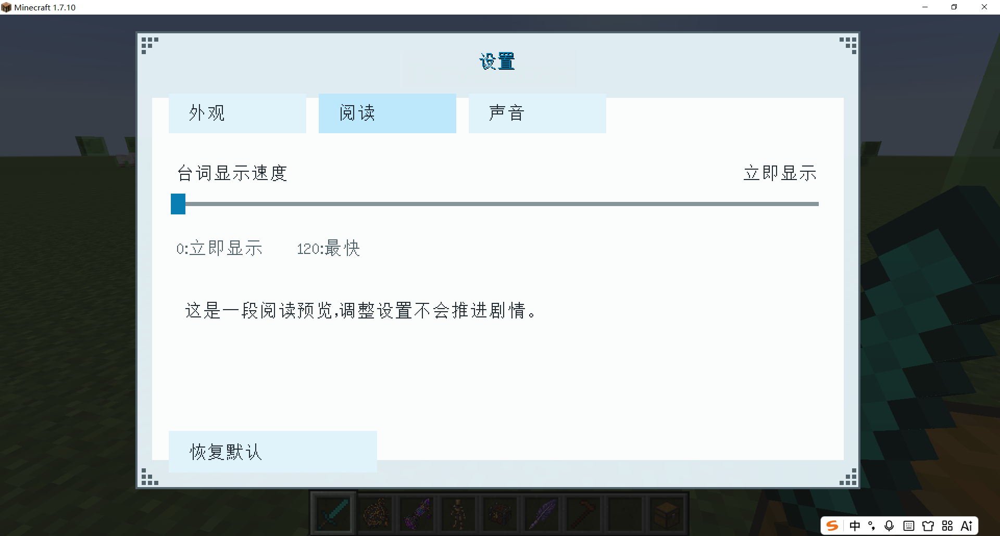 Minecraft 1.7.10
设置
外观 阅读 声音
台词显示速度 立即显示
0:立即显示 120:最快
这是一段阅读预览,调整设置不会推进剧情。
恢复默认
中